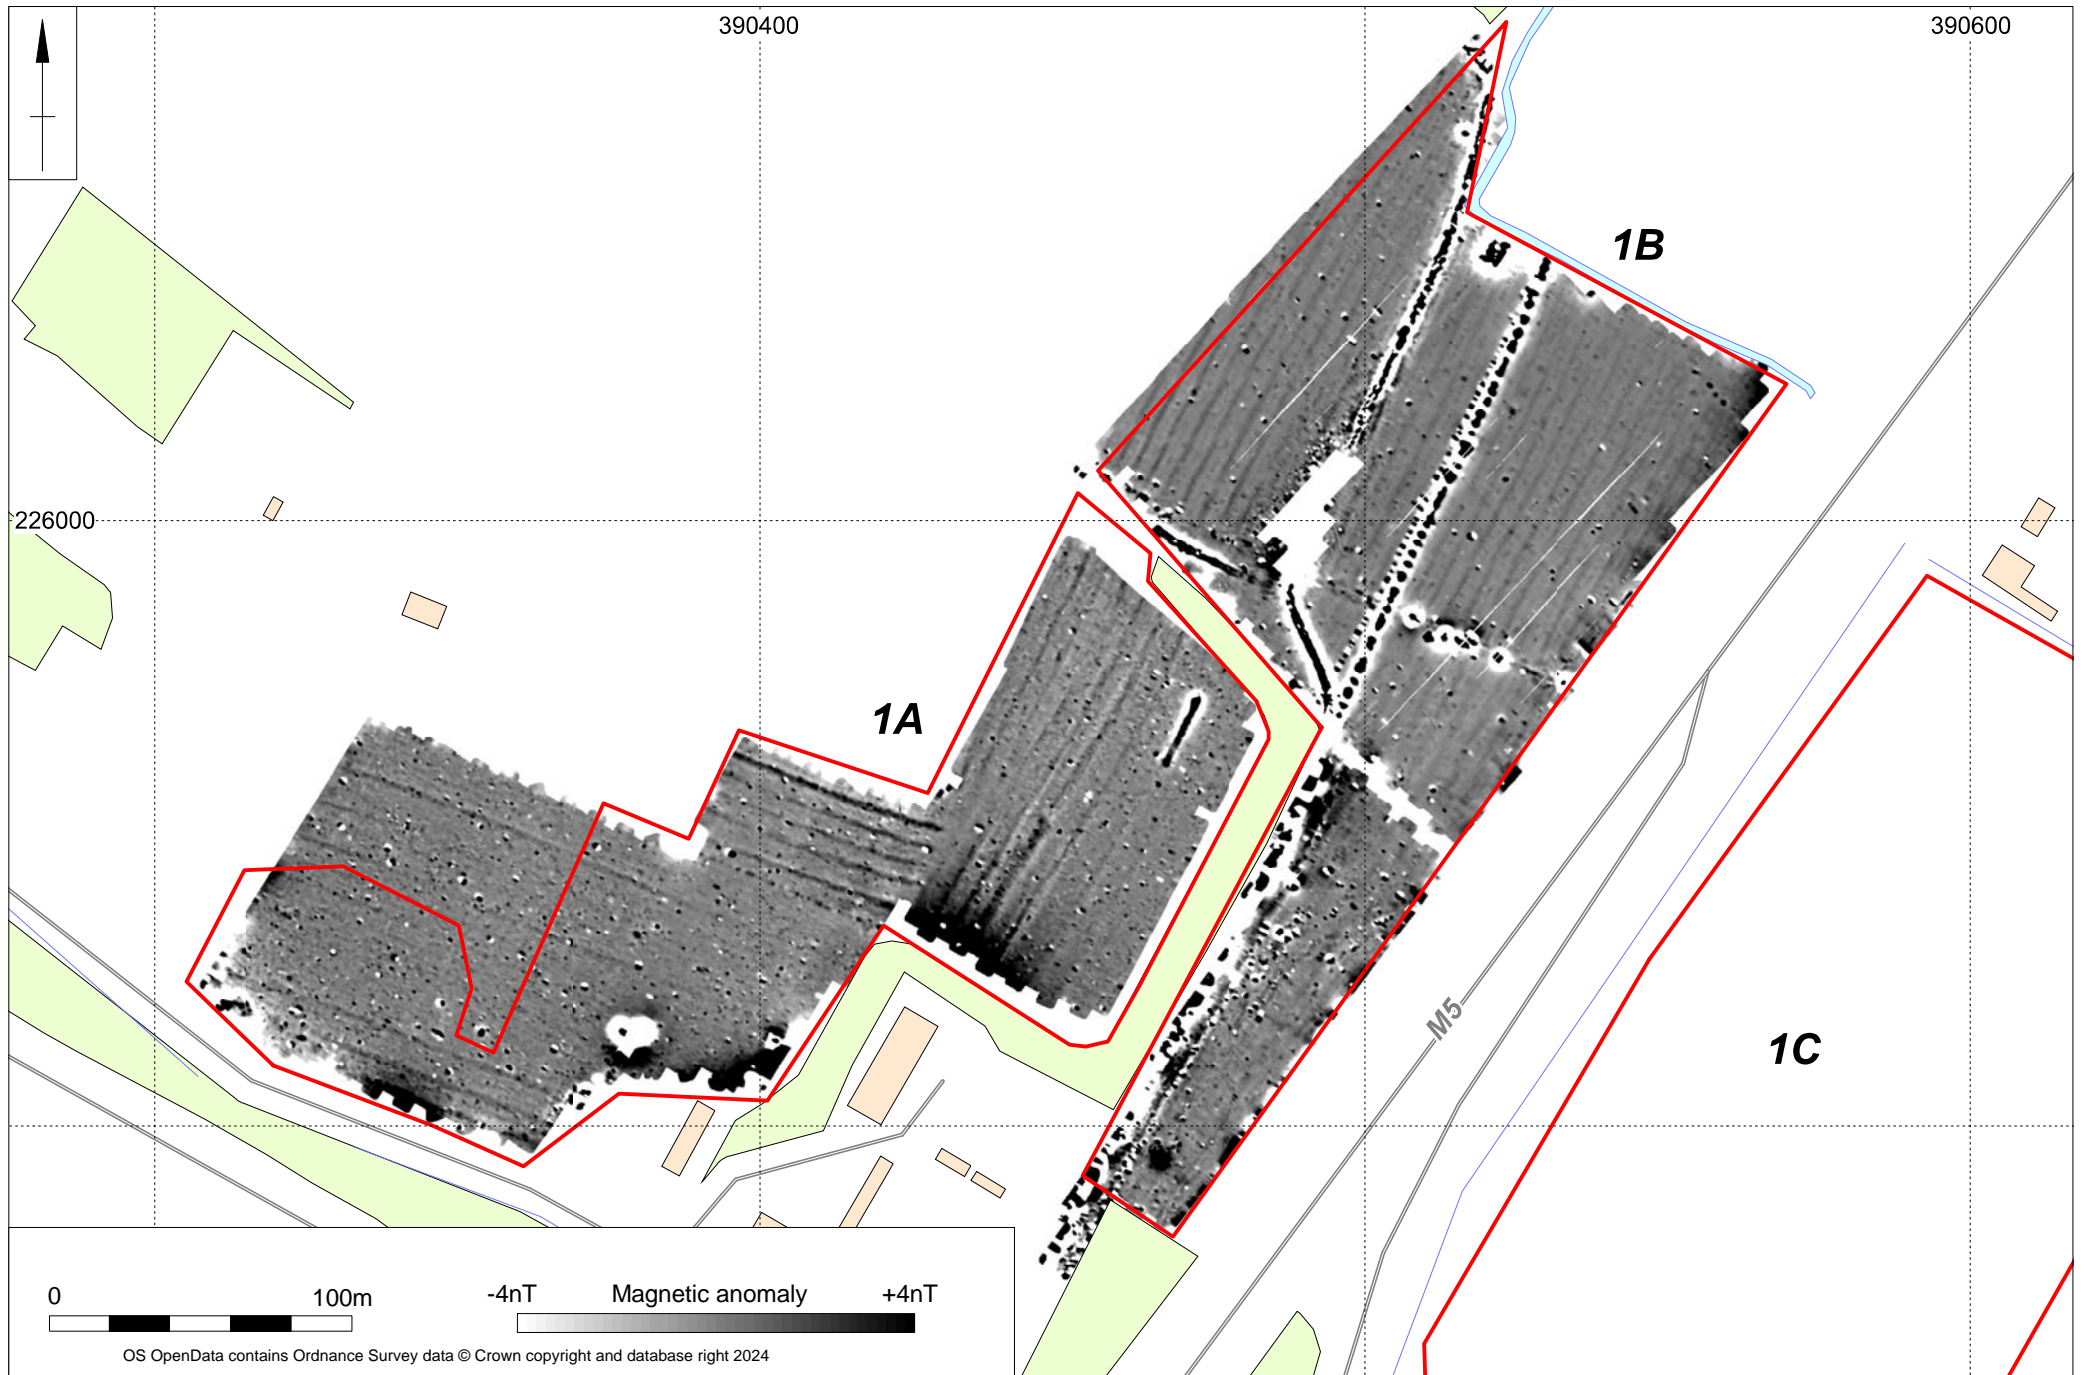 390400
390600
1B
226000
1A
M5
1C
0 100m
-4nT Magnetic anomaly +4nT
OS OpenData contains Ordnance Survey data © Crown copyright and database right 2024